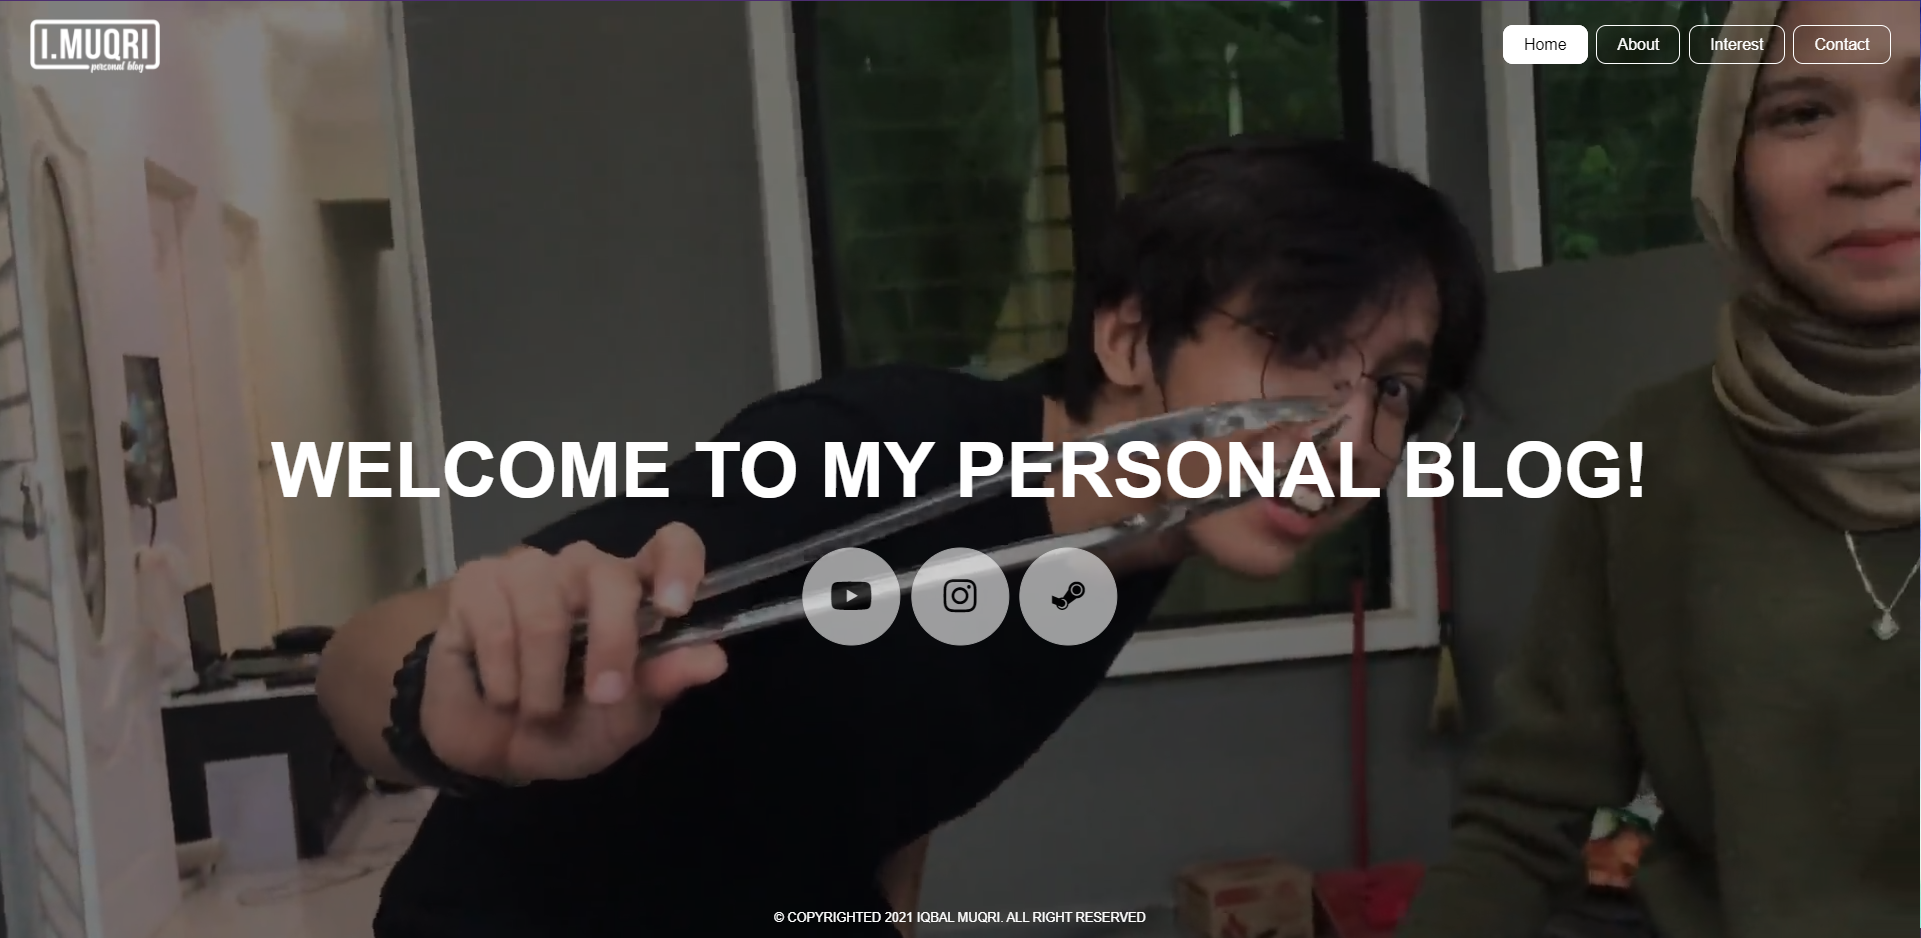 I.MUQRI
personal blog
Home
About
Interest
Contact
WELCOME TO MY PERSONAL BLOG!
© COPYRIGHTED 2021 IQBAL MUQRI. ALL RIGHT RESERVED